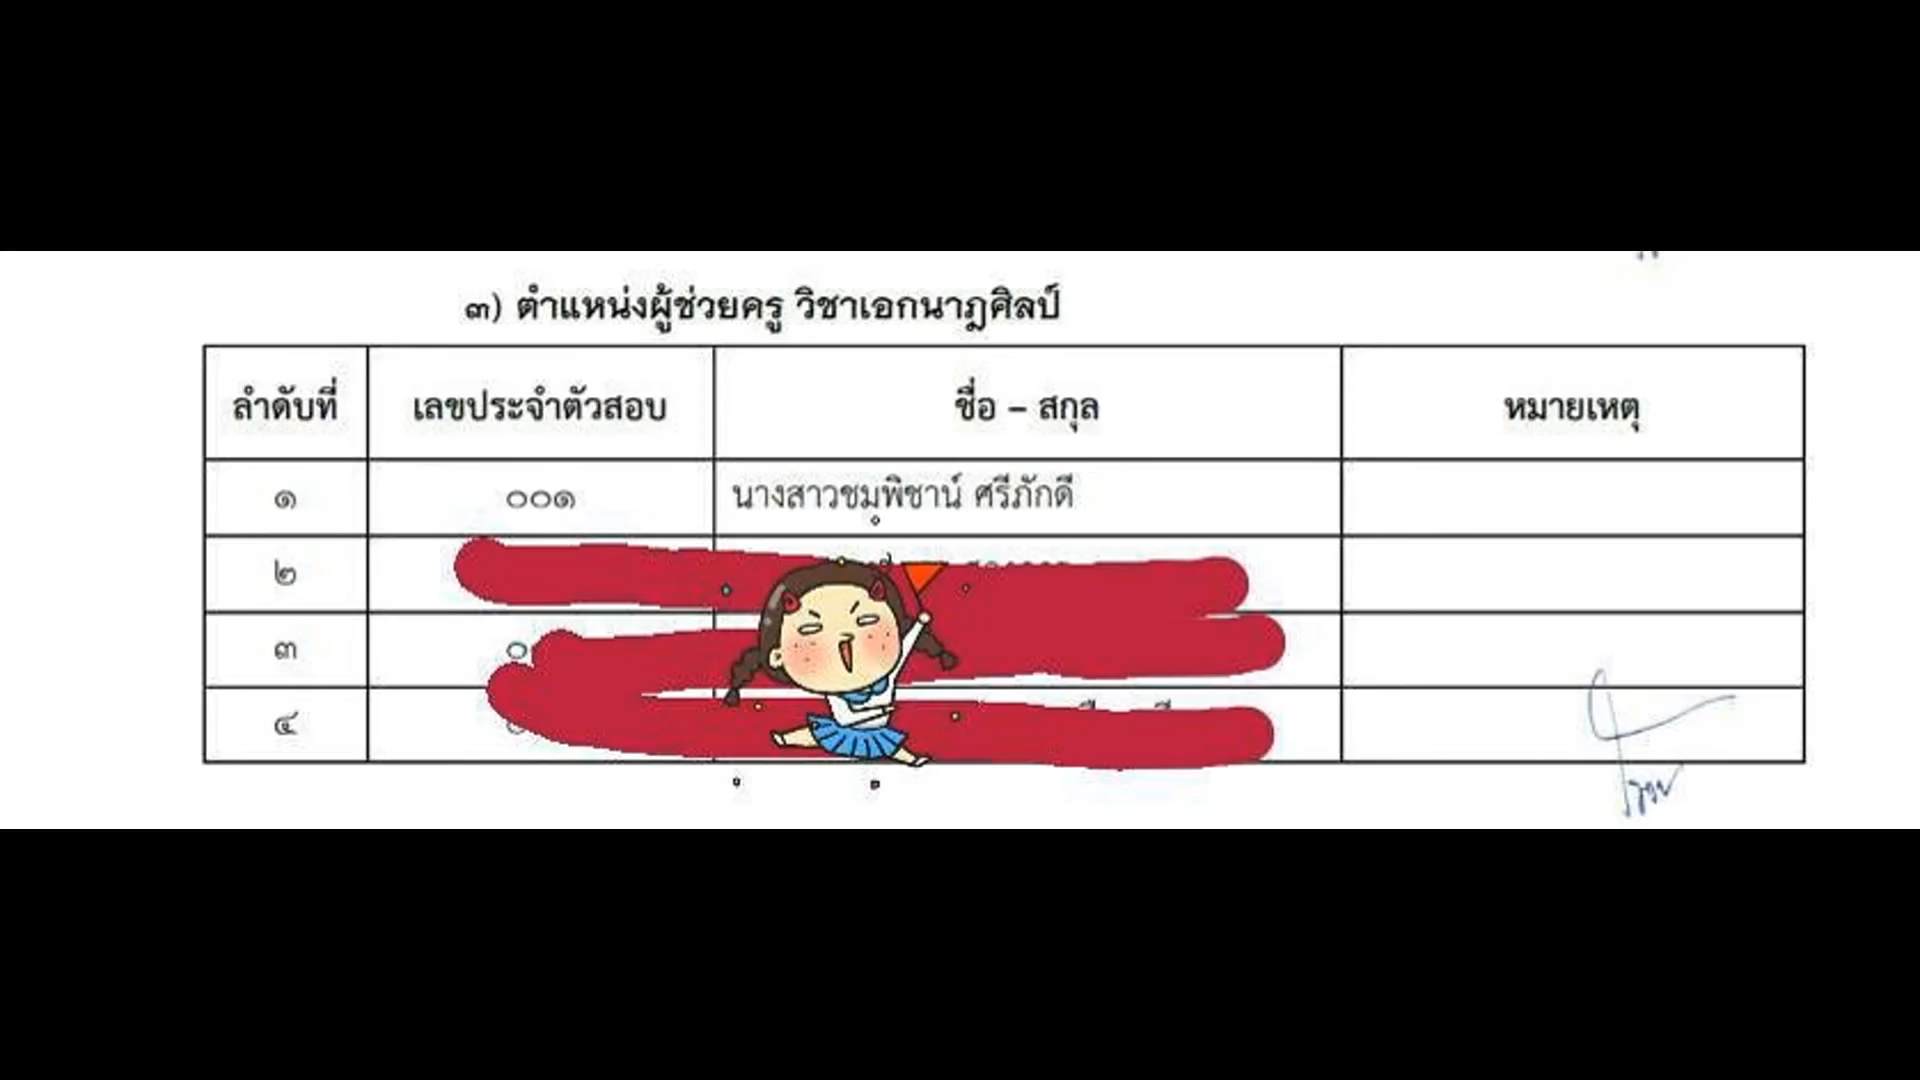 ๓) ตำแหน่งผู้ช่วยครู วิชาเอกนาฎศิลป์
ลำดับที่ เลขประจำตัวสอบ ชื่อ – สกุล หมายเหตุ
๑ ๐๐๑ นางสาวชมุพิชาน์ ศรีภักดี
๒
๓ ๐
๔